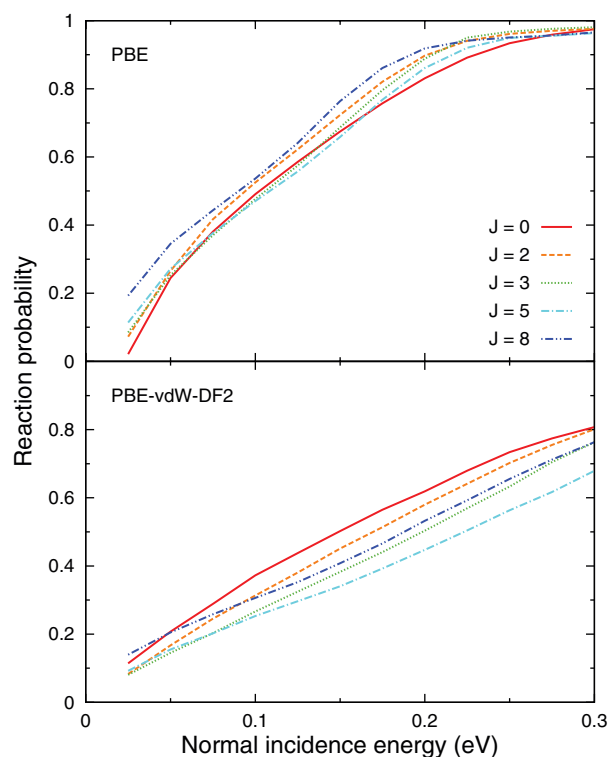 1
PBE
0.8
0.6
J = 0
J = 2
0.4
J = 3
J = 5
0.2
J = 8
0
PBE-vdW-DF2
0.8
0.6
0.4
0.2
0
0
0.1
0.2
0.3
Reaction probability
Normal incidence energy (eV)